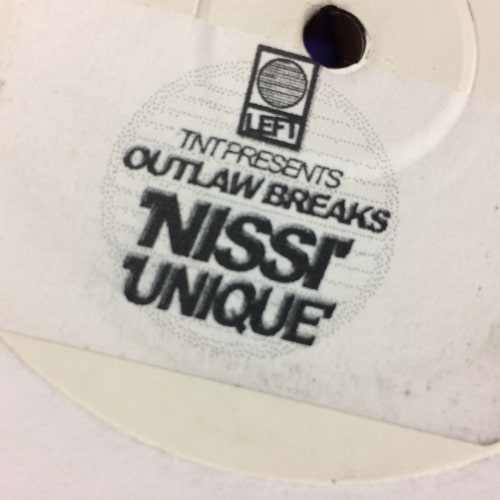 LEFT
TNT PRESENTS
OUTLAW BREAKS
'NISSI'
'UNIQUE'